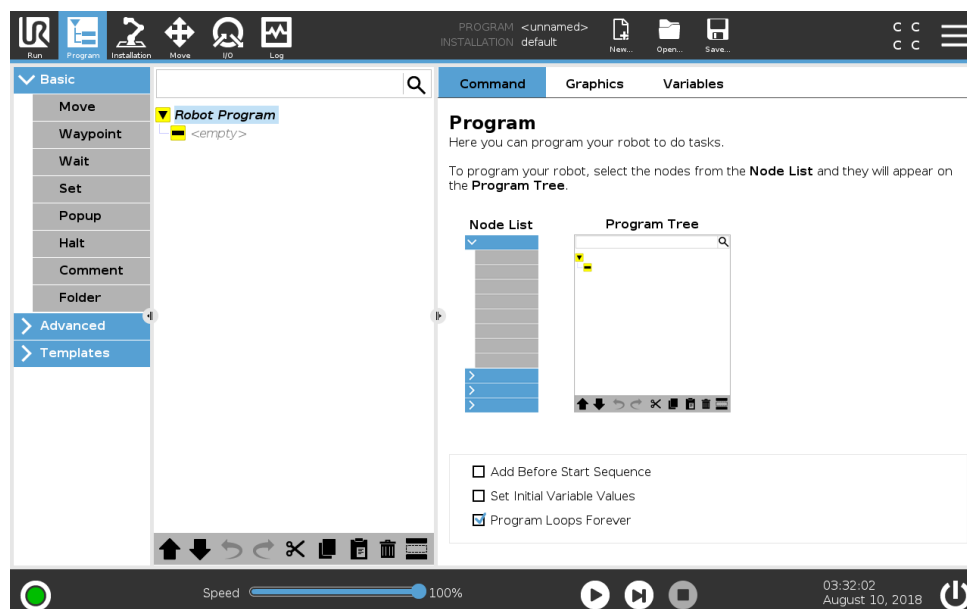 PROGRAM <unnamed>
INSTALLATION default
UR
Run
Program
Installation
Move
I/O
Log
New...
Open...
Save...
C C
C C
Basic
Move
Waypoint
Wait
Set
Popup
Halt
Comment
Folder
Advanced
Templates
Robot Program
<empty>
Command
Graphics
Variables
Program
Here you can program your robot to do tasks.
To program your robot, select the nodes from the Node List and they will appear on
the Program Tree.
Node List
Program Tree
Add Before Start Sequence
Set Initial Variable Values
Program Loops Forever
Speed
100%
03:32:02
August 10, 2018